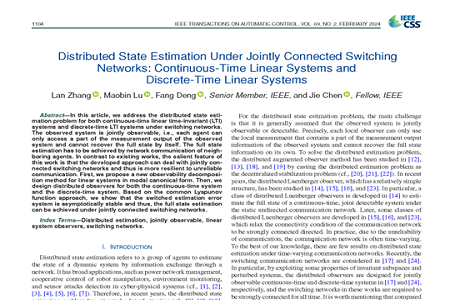 1104
IEEE TRANSACTIONS ON AUTOMATIC CONTROL, VOL. 69, NO. 2, FEBRUARY 2024
IEEE
CSS
Distributed State Estimation Under Jointly Connected Switching
Networks: Continuous-Time Linear Systems and
Discrete-Time Linear Systems
Lan Zhang, Maobin Lu, Fang Deng, Senior Member, IEEE, and Jie Chen, Fellow, IEEE
Abstract—In this article, we address the distributed state esti-
mation problem for both continuous-time linear time-invariant (LTI)
systems and discrete-time LTI systems under switching networks.
The observed system is jointly observable, i.e., each agent can
only access a part of the measurement output of the observed
system and cannot recover the full state by itself. The full state
estimation has to be achieved by network communication of neigh-
boring agents. In contrast to existing works, the salient feature of
this work is that the developed approach can deal with jointly con-
nected switching networks and thus is more resilient to unreliable
communication. First, we propose a new observability decomposi-
tion method for linear systems in modal canonical form. Then, we
design distributed observers for both the continuous-time system
and the discrete-time system. Based on the common Lyapunov
function approach, we show that the switched estimation error
system is asymptotically stable and thus, the full state estimation
can be achieved under jointly connected switching networks.
Index Terms—Distributed estimation, jointly observable, linear
system observers, switching networks.
I. INTRODUCTION
Distributed state estimation refers to a group of agents to estimate
the state of a dynamic system by information exchange through a
network. It has broad applications, such as power network management,
cooperative control of robot manipulators, environment monitoring,
and sensor attacks detection in cyber-physical systems (cf., [1], [2],
[3], [4], [5], [6], [7]). Therefore, in recent years, the distributed state
For the distributed state estimation problem, the main challenge
is that it is generally assumed that the observed system is jointly
observable or detectable. Precisely, each local observer can only use
the local measurement that contains a part of the measurement output
information of the observed system and cannot recover the full state
information on its own. To solve the distributed estimation problem,
the distributed augmented observer method has been studied in [12],
[13], [18], and [19] by casting the distributed estimation problem as
the decentralized stabilization problem (cf., [20], [21], [22]). In recent
years, the distributed Luenberger observer, which has a relatively simple
structure, has been studied in [14], [15], [16], and [23]. In particular, a
class of distributed Luenberger observers is developed in [14] to esti-
mate the full state of a continuous-time, joint detectable system under
the static undirected communication network. Later, some classes of
distributed Luenberger observers are developed in [15], [16], and [23],
which relax the connectivity condition of the communication network
to be strongly connected directed. In practice, due to the unreliability
of communication, the communication network is often time-varying.
To the best of knowledge, there are few results on distributed state
estimation under time-varying communication networks. Recently, the
switching communication networks are considered in [17] and [24].
In particular, by exploiting some properties of invariant subspaces and
perturbed systems, the distributed observers are designed for jointly
observable continuous-time and discrete-time systems in [17] and [24],
respectively, and the switching networks in these works are required to
be strongly connected for all time. It is worth mentioning that compared